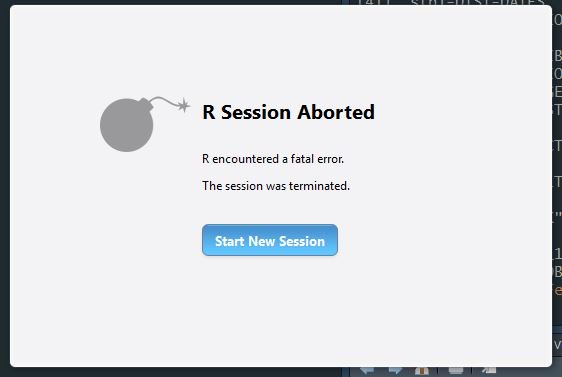 R Session Aborted
R encountered a fatal error.
The session was terminated.
Start New Session